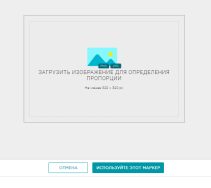 ЗАГРУЗИТЬ ИЗОБРАЖЕНИЕ ДЛЯ ОПРЕДЕЛЕНИЯ
ПРОПОРЦИИ
ОТМЕНА
ИСПОЛЬЗУЙТЕ ЭТОТ МАРКЕР